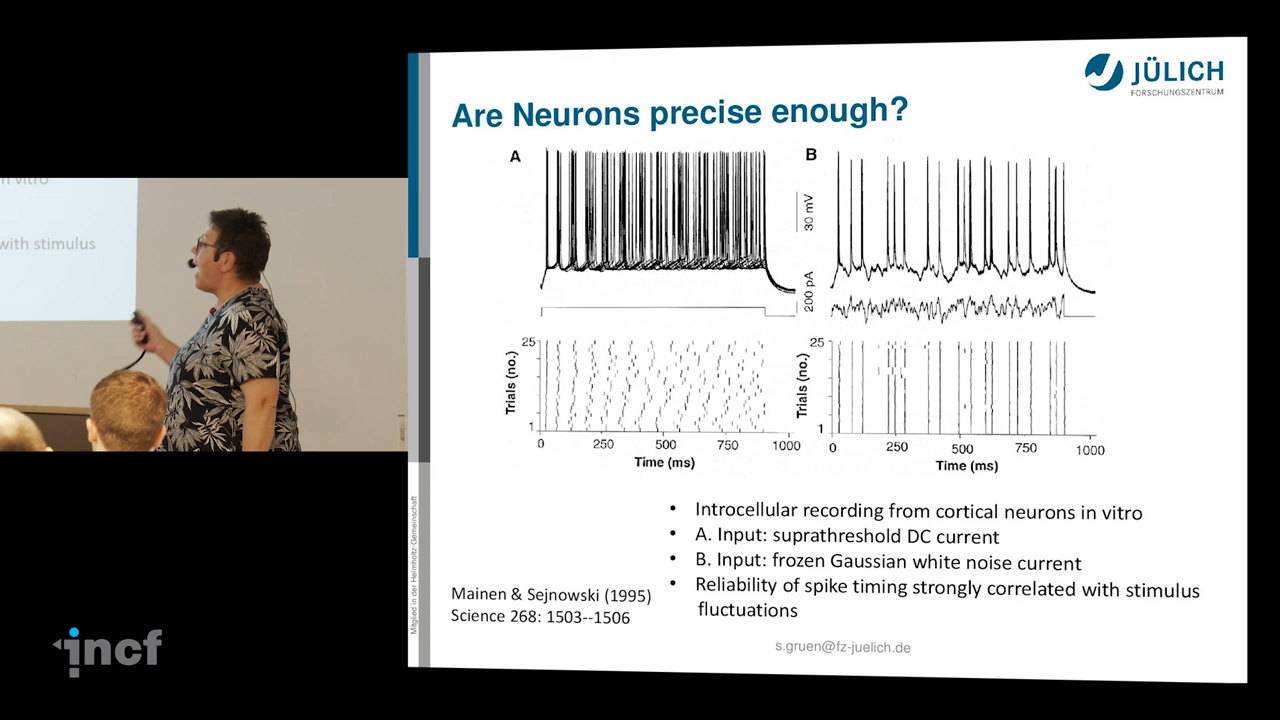 n vitro
with stimulus
JÜLICH
FORSCHUNGSZENTRUM
Are Neurons precise enough?
A
B
30 mV
200 pA
Trials (no.)
25
1
0 250 500 750 1000
Time (ms)
Trials (no.)
25
1
0 250 500 750 1000
Time (ms)
• Introcellular recording from cortical neurons in vitro
• A. Input: suprathreshold DC current
• B. Input: frozen Gaussian white noise current
• Reliability of spike timing strongly correlated with stimulus
fluctuations
Mainen & Sejnowski (1995)
Science 268: 1503--1506
s.gruen@fz-juelich.de
Mitglied in der Helmholtz-Gemeinschaft
incf